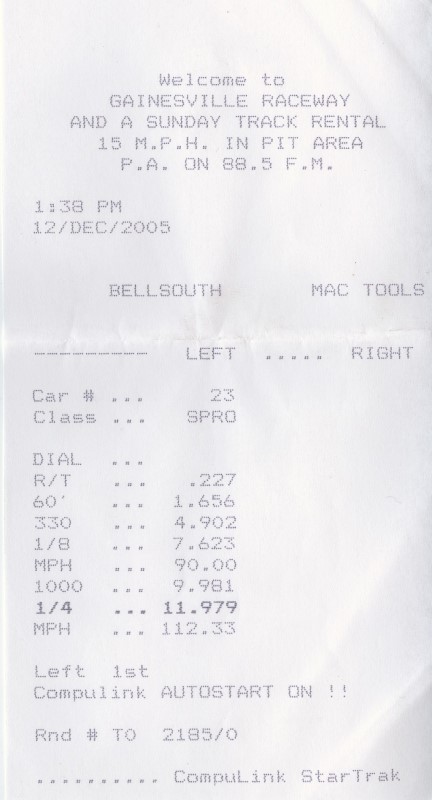 Welcome to
GAINESVILLE RACEWAY
AND A SUNDAY TRACK RENTAL
15 M.P.H. IN PIT AREA
P.A. ON 88.5 F.M.
1:38 PM
12/DEC/2005
BELLSOUTH MAC TOOLS
--------- LEFT ..... RIGHT
Car # ... 23
Class ... SPRO
DIAL ...
R/T ... .227
60' ... 1.656
330 ... 4.902
1/8 ... 7.623
MPH ... 90.00
1000 ... 9.981
1/4 ... 11.979
MPH ... 112.33
Left 1st
Compulink AUTOSTART ON !!
Rnd # TO 2185/0
.......... CompuLink StarTrak